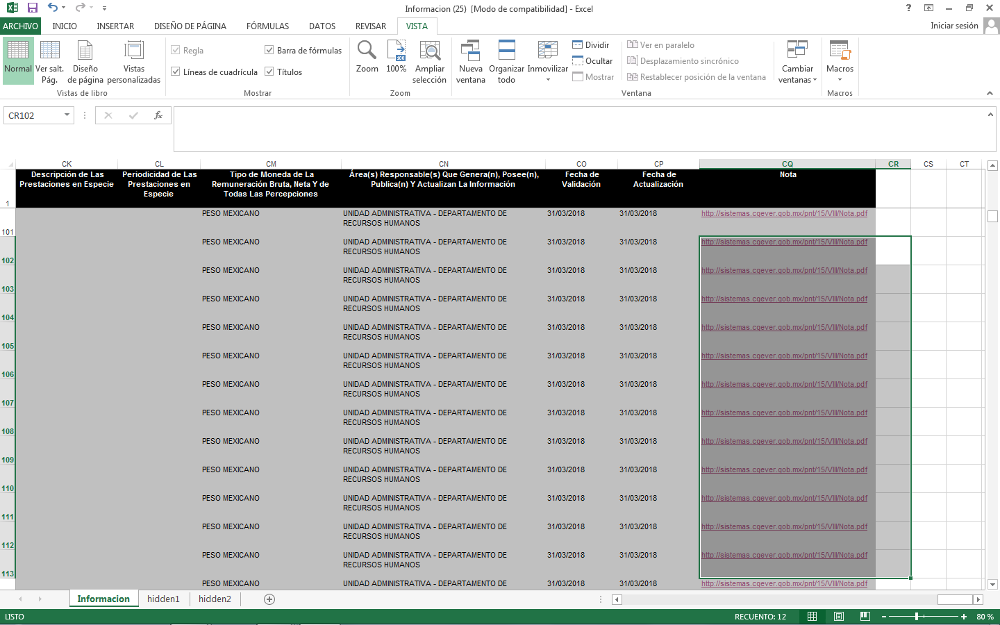 Informacion (25) [Modo de compatibilidad] - Excel
?
ARCHIVO INICIO INSERTAR DISEÑO DE PÁGINA FÓRMULAS DATOS REVISAR VISTA Iniciar sesión
Normal
Ver salt. Pág.
Diseño de página
Vistas personalizadas
Vistas de libro
Regla
Barra de fórmulas
Líneas de cuadrícula
Títulos
Mostrar
Zoom
100%
Ampliar selección
Zoom
Nueva ventana
Organizar todo
Inmovilizar
Dividir
Ocultar
Mostrar
Ver en paralelo
Desplazamiento sincrónico
Restablecer posición de la ventana
Cambiar ventanas
Ventana
Macros
Macros
CR102
fx
CK CL CM CN CO CP CQ CR CS CT
1
Descripción de Las Prestaciones en Especie
Periodicidad de Las Prestaciones en Especie
Tipo de Moneda de La Remuneración Bruta, Neta Y de Todas Las Percepciones
Área(s) Responsable(s) Que Genera(n), Posee(n), Publica(n) Y Actualizan La Información
Fecha de Validación
Fecha de Actualización
Nota
101 PESO MEXICANO UNIDAD ADMINISTRATIVA - DEPARTAMENTO DE RECURSOS HUMANOS 31/03/2018 31/03/2018 http://sistemas.cgever.gob.mx/pnt/15/VIII/Nota.pdf
102 PESO MEXICANO UNIDAD ADMINISTRATIVA - DEPARTAMENTO DE RECURSOS HUMANOS 31/03/2018 31/03/2018 http://sistemas.cgever.gob.mx/pnt/15/VIII/Nota.pdf
103 PESO MEXICANO UNIDAD ADMINISTRATIVA - DEPARTAMENTO DE RECURSOS HUMANOS 31/03/2018 31/03/2018 http://sistemas.cgever.gob.mx/pnt/15/VIII/Nota.pdf
104 PESO MEXICANO UNIDAD ADMINISTRATIVA - DEPARTAMENTO DE RECURSOS HUMANOS 31/03/2018 31/03/2018 http://sistemas.cgever.gob.mx/pnt/15/VIII/Nota.pdf
105 PESO MEXICANO UNIDAD ADMINISTRATIVA - DEPARTAMENTO DE RECURSOS HUMANOS 31/03/2018 31/03/2018 http://sistemas.cgever.gob.mx/pnt/15/VIII/Nota.pdf
106 PESO MEXICANO UNIDAD ADMINISTRATIVA - DEPARTAMENTO DE RECURSOS HUMANOS 31/03/2018 31/03/2018 http://sistemas.cgever.gob.mx/pnt/15/VIII/Nota.pdf
107 PESO MEXICANO UNIDAD ADMINISTRATIVA - DEPARTAMENTO DE RECURSOS HUMANOS 31/03/2018 31/03/2018 http://sistemas.cgever.gob.mx/pnt/15/VIII/Nota.pdf
108 PESO MEXICANO UNIDAD ADMINISTRATIVA - DEPARTAMENTO DE RECURSOS HUMANOS 31/03/2018 31/03/2018 http://sistemas.cgever.gob.mx/pnt/15/VIII/Nota.pdf
109 PESO MEXICANO UNIDAD ADMINISTRATIVA - DEPARTAMENTO DE RECURSOS HUMANOS 31/03/2018 31/03/2018 http://sistemas.cgever.gob.mx/pnt/15/VIII/Nota.pdf
110 PESO MEXICANO UNIDAD ADMINISTRATIVA - DEPARTAMENTO DE RECURSOS HUMANOS 31/03/2018 31/03/2018 http://sistemas.cgever.gob.mx/pnt/15/VIII/Nota.pdf
111 PESO MEXICANO UNIDAD ADMINISTRATIVA - DEPARTAMENTO DE RECURSOS HUMANOS 31/03/2018 31/03/2018 http://sistemas.cgever.gob.mx/pnt/15/VIII/Nota.pdf
112 PESO MEXICANO UNIDAD ADMINISTRATIVA - DEPARTAMENTO DE RECURSOS HUMANOS 31/03/2018 31/03/2018 http://sistemas.cgever.gob.mx/pnt/15/VIII/Nota.pdf
113 PESO MEXICANO UNIDAD ADMINISTRATIVA - DEPARTAMENTO DE RECURSOS HUMANOS 31/03/2018 31/03/2018 http://sistemas.cgever.gob.mx/pnt/15/VIII/Nota.pdf
PESO MEXICANO UNIDAD ADMINISTRATIVA - DEPARTAMENTO DE 31/03/2018 31/03/2018 http://sistemas.cgever.gob.mx/pnt/15/VIII/Nota.pdf
Informacion hidden1 hidden2
LISTO RECUENTO: 12 80 %